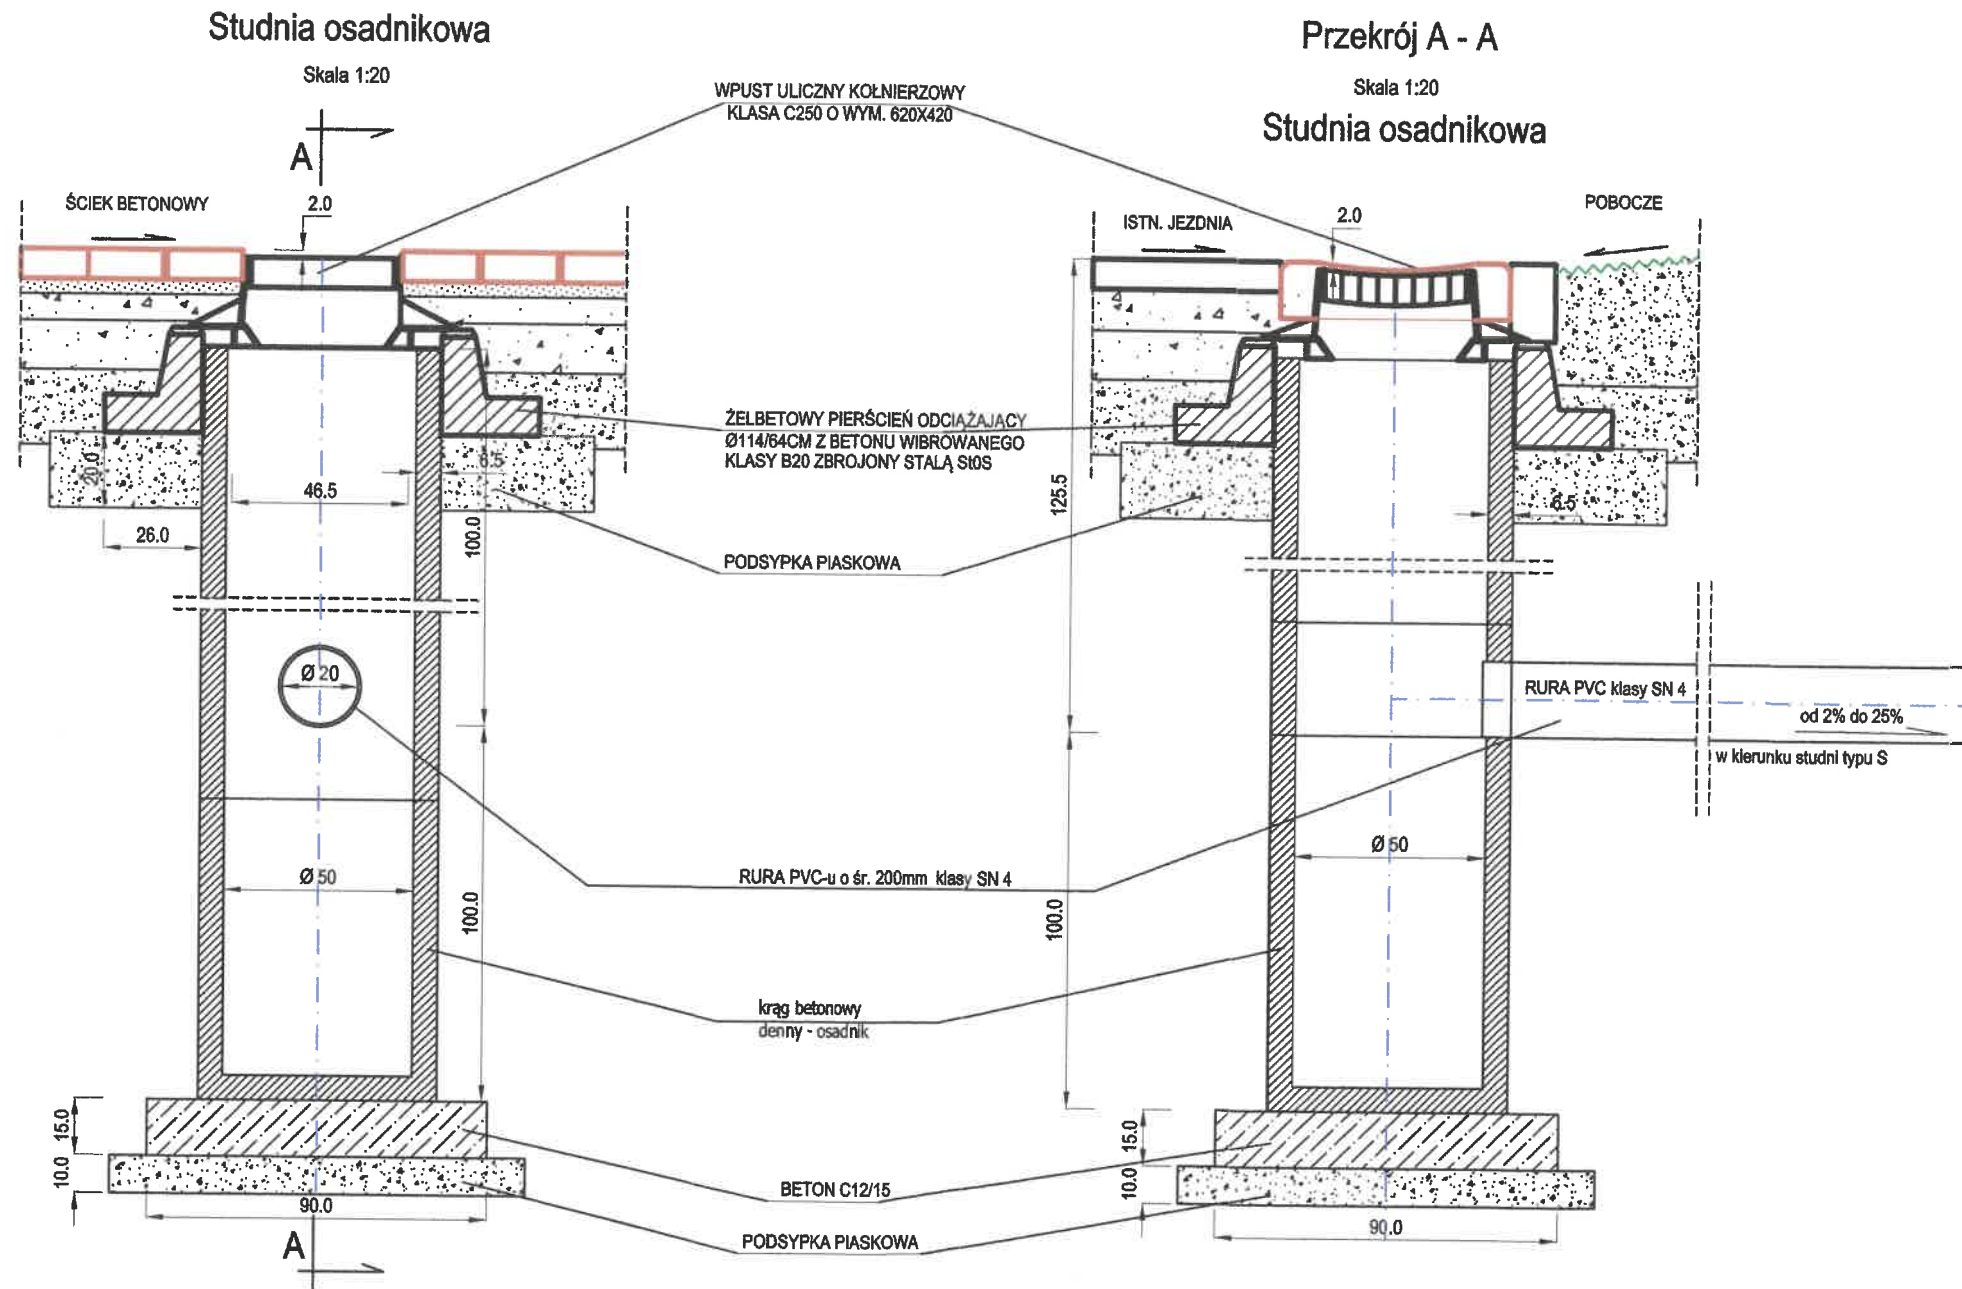 Studnia osadnikowa
Skala 1:20
A
ŚCIEK BETONOWY
2.0
WPUST ULICZNY KOŁNIERZOWY
KLASA C250 O WYM. 620X420
Przekrój A - A
Skala 1:20
Studnia osadnikowa
ISTN. JEZDNIA
2.0
POBOCZE
ŻELBETOWY PIERŚCIEŃ ODCIĄŻAJĄCY
Ø114/64CM Z BETONU WIBROWANEGO
KLASY B20 ZBROJONY STALĄ St0S
20.0
46.5
6.5
26.0
100.0
125.5
6.5
PODSYPKA PIASKOWA
Ø 20
RURA PVC klasy SN 4
od 2% do 25%
w kierunku studni typu S
Ø 50
100.0
RURA PVC-u o śr. 200mm klasy SN 4
Ø 50
100.0
krąg betonowy
denny - osadnik
15.0
10.0
90.0
BETON C12/15
15.0
10.0
90.0
PODSYPKA PIASKOWA
A